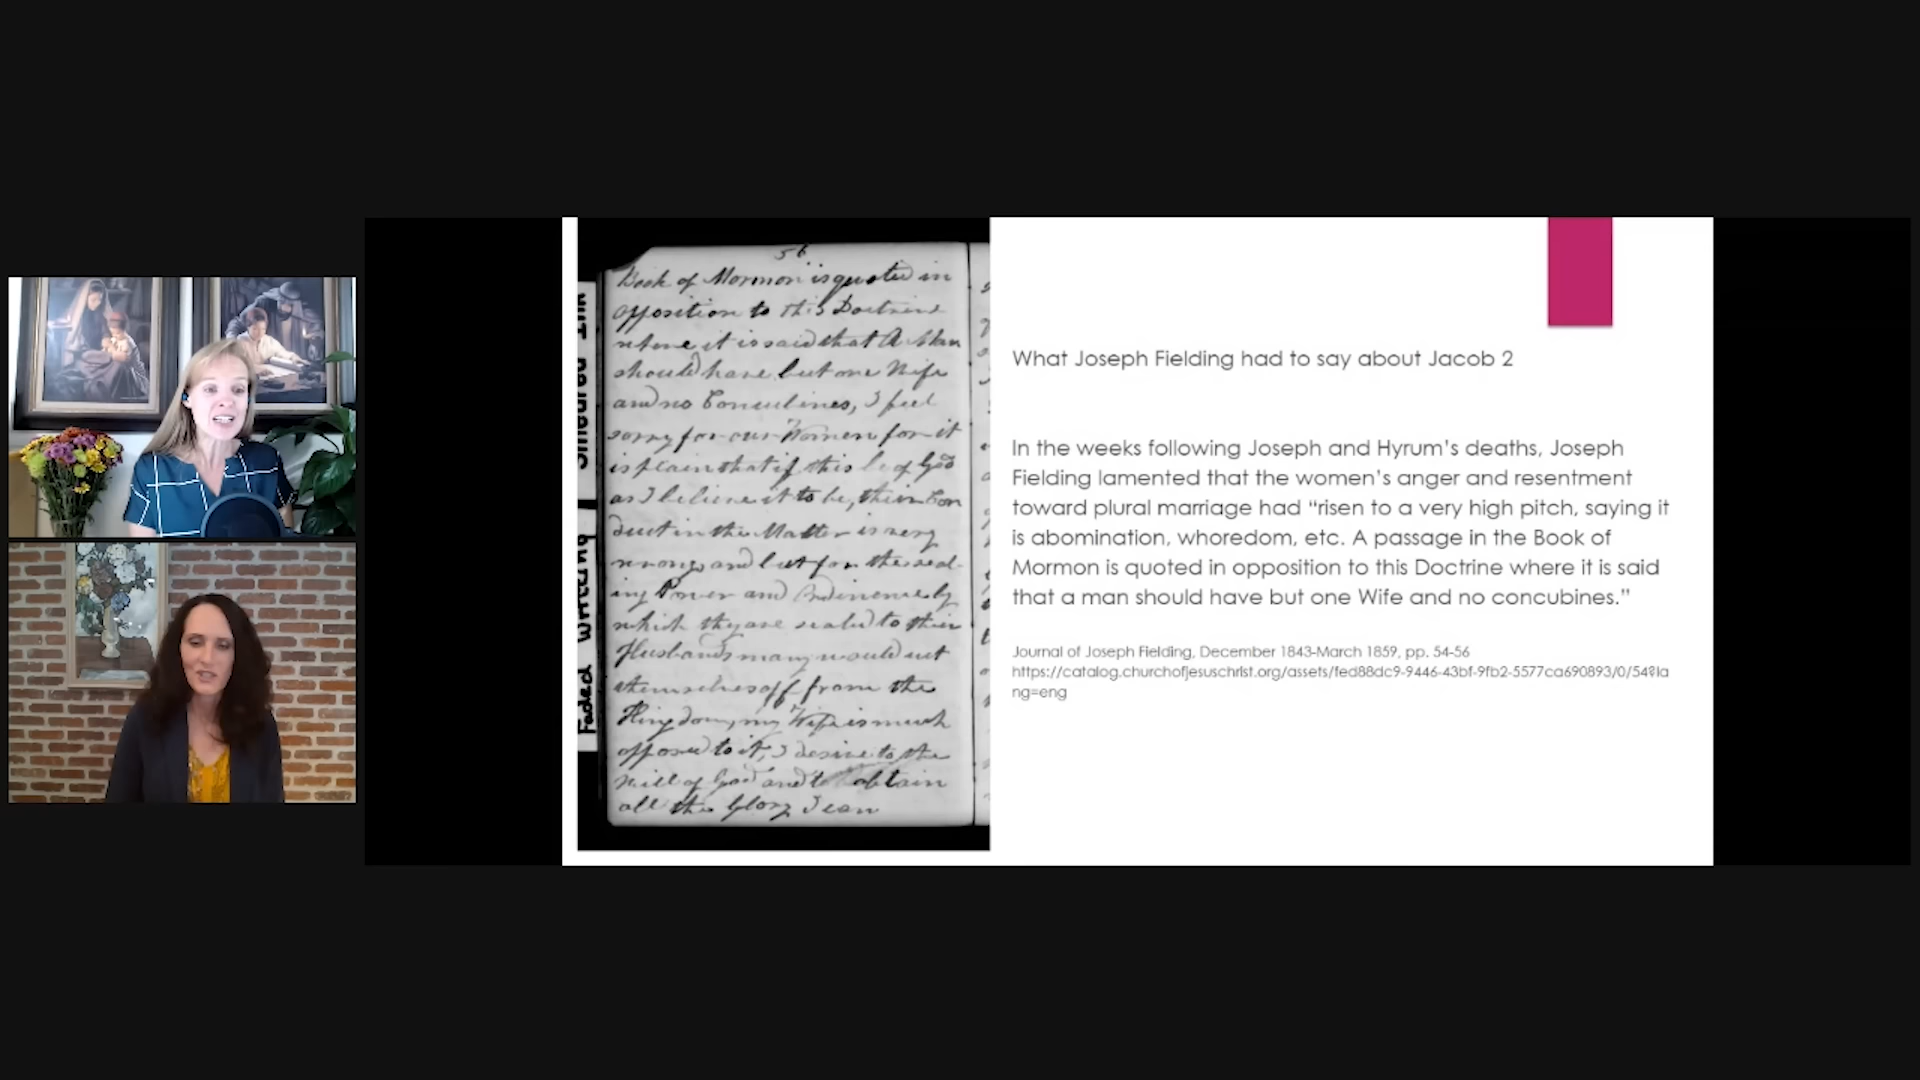 56
Book of Mormon is quoted in
opposition to this Doctrine
where it is said that A Man
should have but one Wife
and no Concubines, I feel
sorry for our Women for it
is plain that if this be of God
as I believe it to be, their Con
duct in the Matter is very
wrong and but for the seal-
ing Power and Ordinence by
which they are sealed to their
Husbands many would cut
themselves off from the
Kingdom, my Wife is much
opposed to it, I desire to the
will of God and to obtain
all the Glory I can
Faded Writing
Smeared Ink
What Joseph Fielding had to say about Jacob 2
In the weeks following Joseph and Hyrum's deaths, Joseph
Fielding lamented that the women's anger and resentment
toward plural marriage had "risen to a very high pitch, saying it
is abomination, whoredom, etc. A passage in the Book of
Mormon is quoted in opposition to this Doctrine where it is said
that a man should have but one Wife and no concubines."
Journal of Joseph Fielding, December 1843-March 1859, pp. 54-56
https://catalog.churchofjesuschrist.org/assets/fed88dc9-9446-43bf-9fb2-5577ca690893/0/54?la
ng=eng